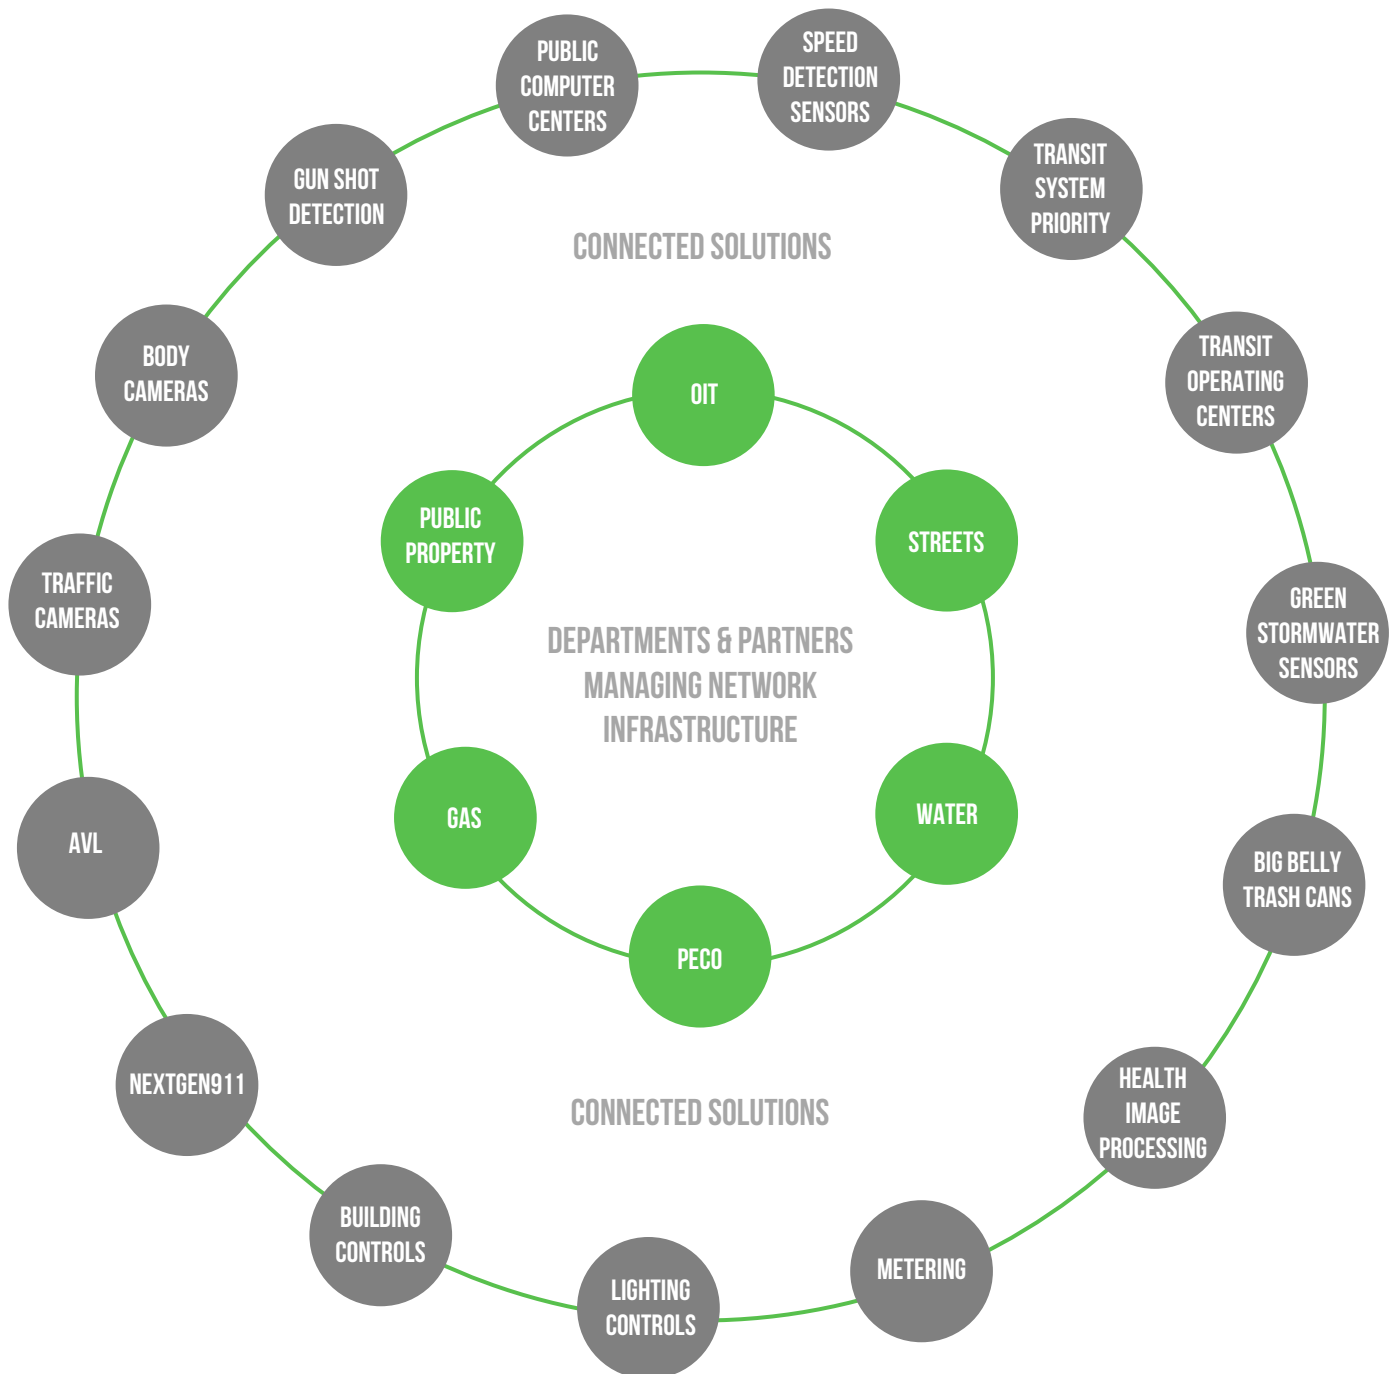 PUBLIC
COMPUTER
CENTERS
SPEED
DETECTION
SENSORS
TRANSIT
SYSTEM
PRIORITY
GUN SHOT
DETECTION
CONNECTED SOLUTIONS
BODY
CAMERAS
TRANSIT
OPERATING
CENTERS
OIT
PUBLIC
PROPERTY
STREETS
TRAFFIC
CAMERAS
GREEN
STORMWATER
SENSORS
DEPARTMENTS & PARTNERS
MANAGING NETWORK
INFRASTRUCTURE
GAS
WATER
AVL
BIG BELLY
TRASH CANS
PECO
NEXTGEN911
CONNECTED SOLUTIONS
HEALTH
IMAGE
PROCESSING
BUILDING
CONTROLS
METERING
LIGHTING
CONTROLS